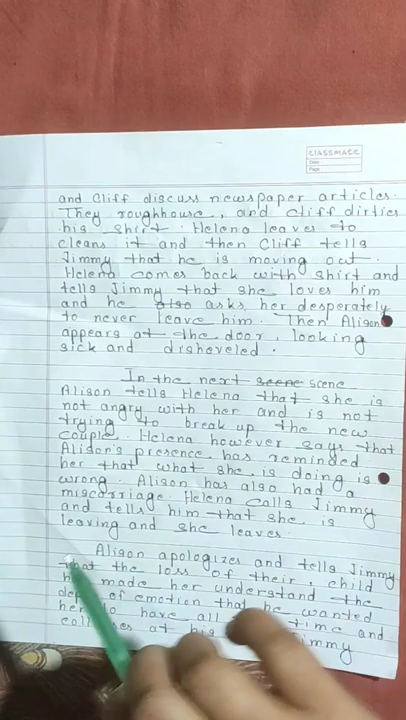 CLASSMATE
Date
Page
and Cliff discuss newspaper articles.
They roughhouse, and cliff dirties
his shirt. Helena leaves to
cleans it and then Cliff tells
Jimmy that he is moving out.
Helena comes back with shirt and
tells Jimmy that she loves him
and he also asks her desperately
to never leave him. Then Alison
appears at the door, looking
sick and disheveled.
In the next scene scene
Alison tells Helena that she is
not angry with her and is not
trying to break up the new
couple. Helena however says that
Alison's presence has reminded
her that what she is doing is
wrong. Alison has also had a
miscarriage. Helena calls Jimmy
and tells him that she is
leaving and she leaves.
Alison apologizes and tells Jimmy
that the loss of their child
made her understand the
of emotion that he wanted
her to have all time and
at his Jimmy